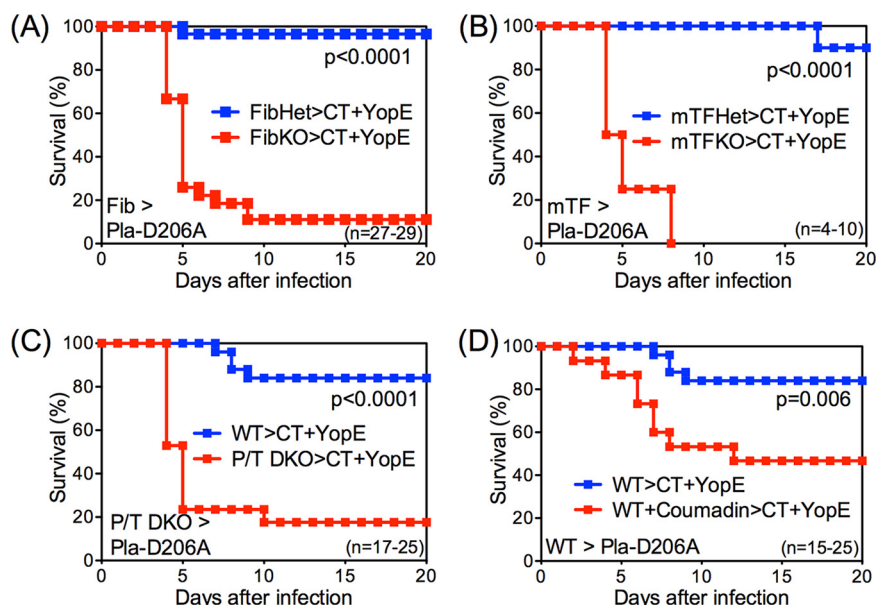 (A)
100
80
60
40
20
0
Survival (%)
p<0.0001
FibHet>CT+YopE
FibKO>CT+YopE
Fib >
Pla-D206A
(n=27-29)
0 5 10 15 20
Days after infection
(B)
100
80
60
40
20
0
Survival (%)
p<0.0001
mTFHet>CT+YopE
mTFKO>CT+YopE
mTF >
Pla-D206A
(n=4-10)
0 5 10 15 20
Days after infection
(C)
100
80
60
40
20
0
Survival (%)
p<0.0001
WT>CT+YopE
P/T DKO>CT+YopE
P/T DKO >
Pla-D206A
(n=17-25)
0 5 10 15 20
Days after infection
(D)
100
80
60
40
20
0
Survival (%)
p=0.006
WT>CT+YopE
WT+Coumadin>CT+YopE
WT > Pla-D206A
(n=15-25)
0 5 10 15 20
Days after infection